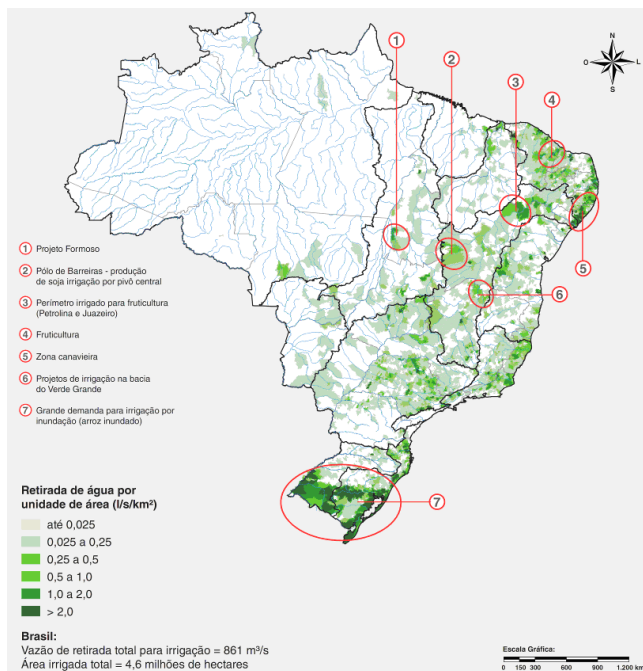 1
2
3
4
N
O
L
S
1 Projeto Formoso
2 Pólo de Barreiras - produção
de soja irrigação por pivô central
3 Perímetro irrigado para fruticultura
(Petrolina e Juazeiro)
4 Fruticultura
5 Zona canavieira
6 Projetos de irrigação na bacia
do Verde Grande
7 Grande demanda para irrigação por
inundação (arroz inundado)
5
6
7
Retirada de água por
unidade de área (l/s/km²)
até 0,025
0,025 a 0,25
0,25 a 0,5
0,5 a 1,0
1,0 a 2,0
> 2,0
Brasil:
Vazão de retirada total para irrigação = 861 m³/s
Área irrigada total = 4,6 milhões de hectares
Escala Gráfica:
0 150 300 600 900 1.200 km